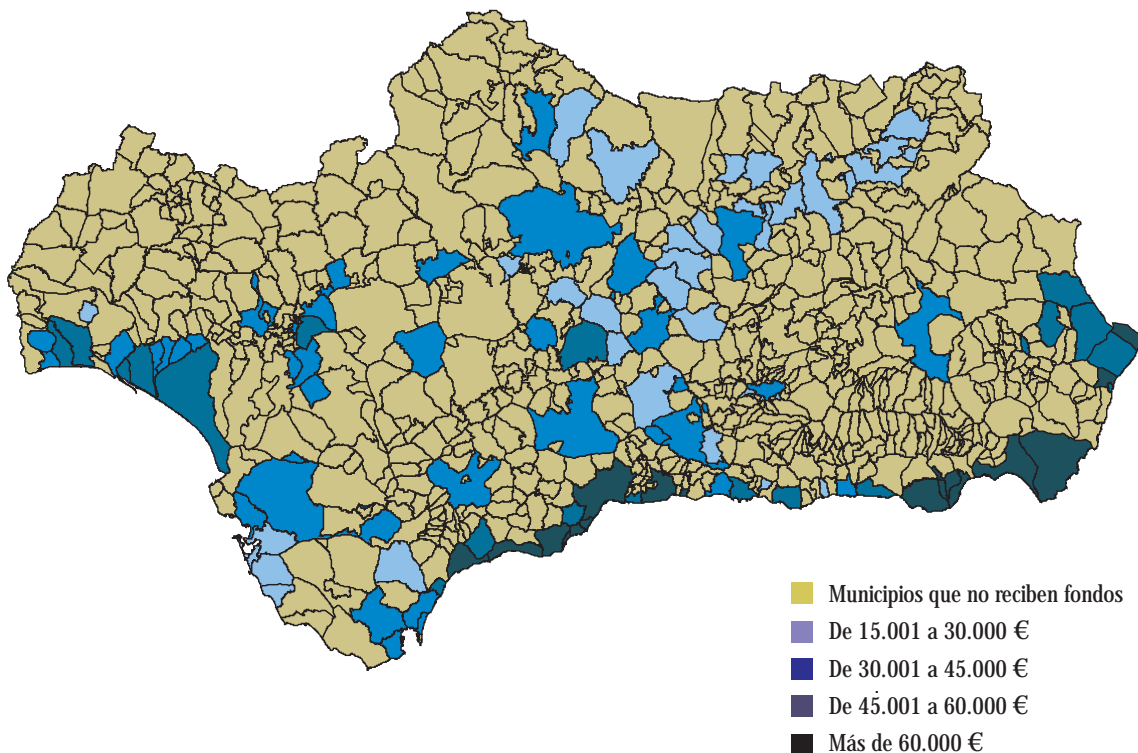 Municipios que no reciben fondos
De 15.001 a 30.000 €
De 30.001 a 45.000 €
De 45.001 a 60.000 €
Más de 60.000 €